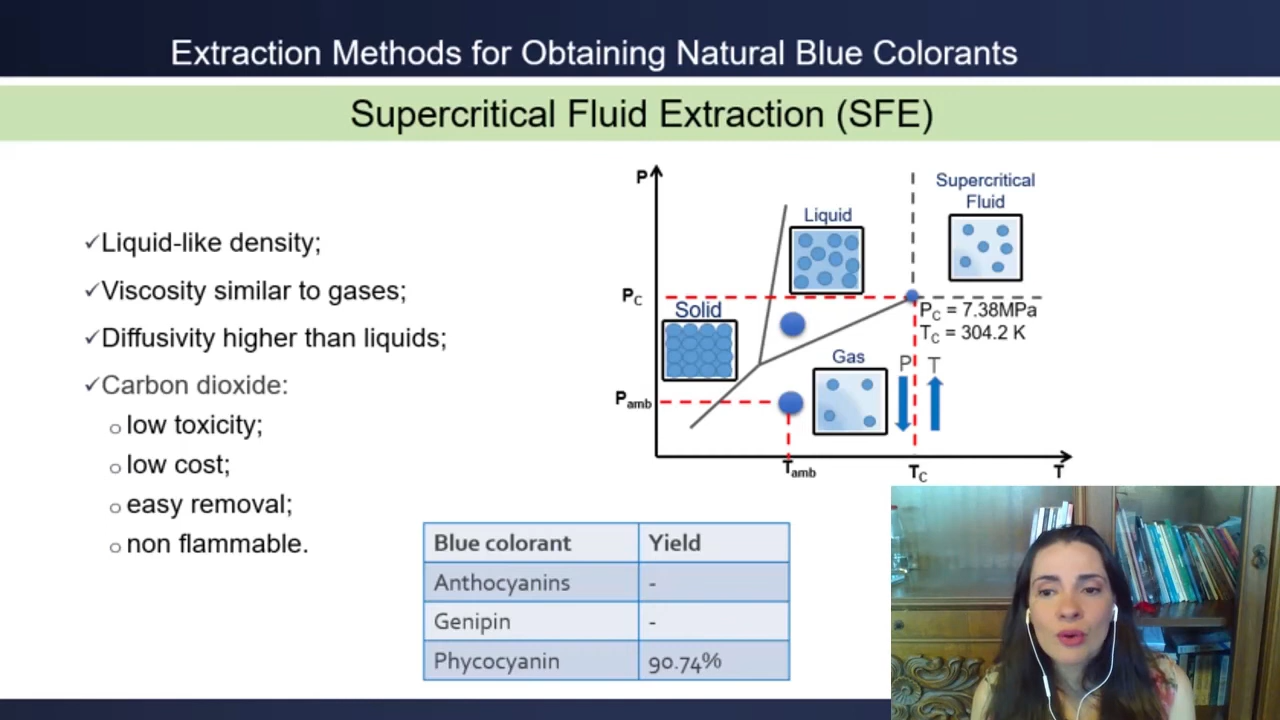 Extraction Methods for Obtaining Natural Blue Colorants
Supercritical Fluid Extraction (SFE)
✓Liquid-like density;
✓Viscosity similar to gases;
✓Diffusivity higher than liquids;
✓Carbon dioxide:
o low toxicity;
o low cost;
o easy removal;
o non flammable.
P
Supercritical
Fluid
Liquid
PC
Solid
PC = 7.38MPa
TC = 304.2 K
Gas
P T
Pamb
Tamb
TC
T
Blue colorant Yield
Anthocyanins -
Genipin -
Phycocyanin 90.74%